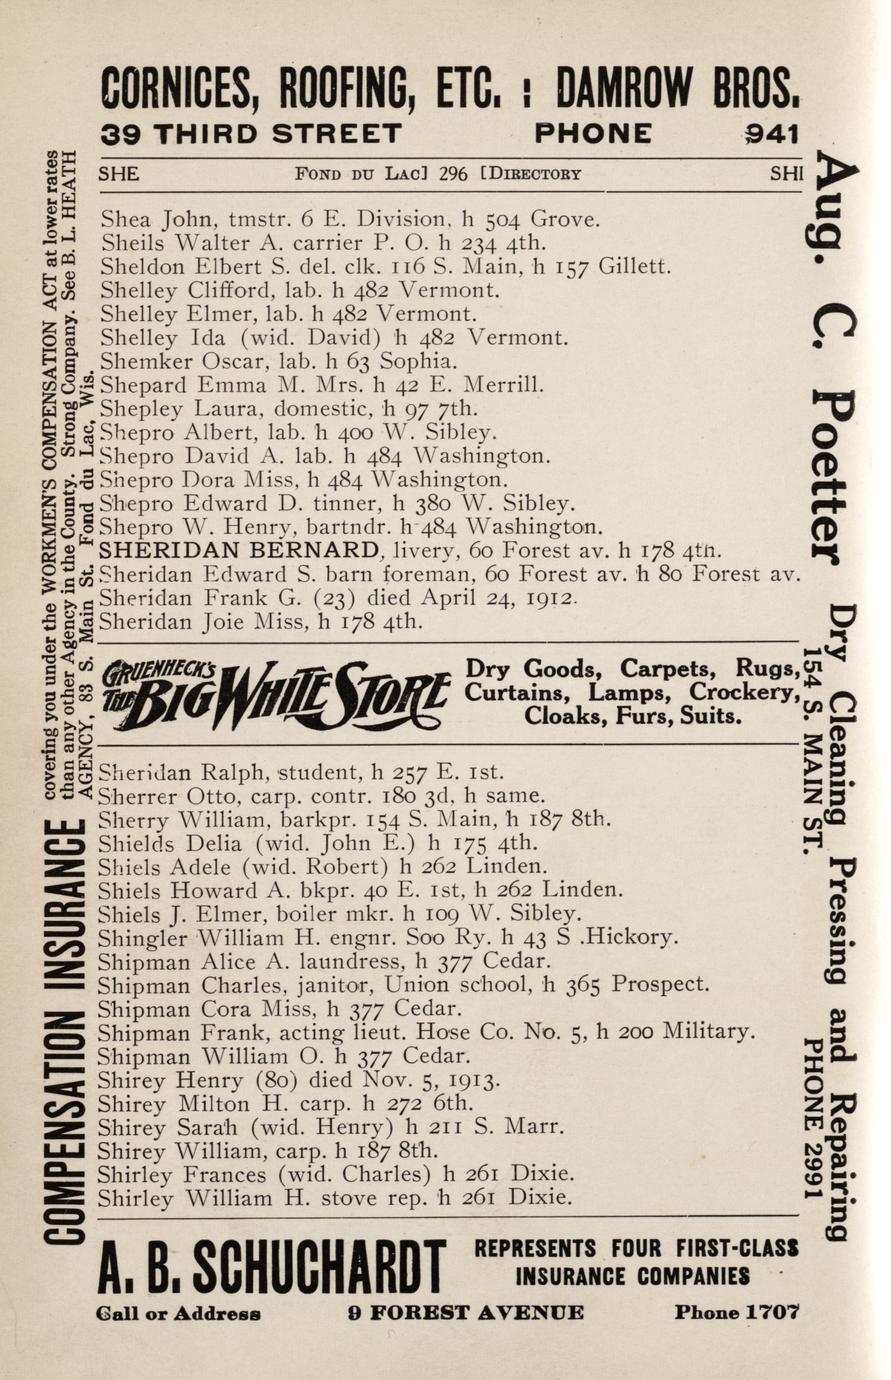 CORNICES, ROOFING, ETC. : DAMROW BROS.
39 THIRD STREET PHONE 941
SHE FOND DU LAC] 296 [DIRECTORY SHI
Shea John, tmstr. 6 E. Division, h 504 Grove.
Sheils Walter A. carrier P. O. h 234 4th.
Sheldon Elbert S. del. clk. 116 S. Main, h 157 Gillett.
Shelley Clifford, lab. h 482 Vermont.
Shelley Elmer, lab. h 482 Vermont.
Shelley Ida (wid. David) h 482 Vermont.
Shemker Oscar, lab. h 63 Sophia.
Shepard Emma M. Mrs. h 42 E. Merrill.
Shepley Laura, domestic, h 97 7th.
Shepro Albert, lab. h 400 W. Sibley.
Shepro David A. lab. h 484 Washington.
Shepro Dora Miss, h 484 Washington.
Shepro Edward D. tinner, h 380 W. Sibley.
Shepro W. Henry, bartndr. h 484 Washington.
SHERIDAN BERNARD, livery, 60 Forest av. h 178 4th.
Sheridan Edward S. barn foreman, 60 Forest av. h 80 Forest av.
Sheridan Frank G. (23) died April 24, 1912.
Sheridan Joie Miss, h 178 4th.
GRUENHECK'S
THE BIG WHITE STORE
Dry Goods, Carpets, Rugs,
Curtains, Lamps, Crockery,
Cloaks, Furs, Suits.
Sheridan Ralph, student, h 257 E. 1st.
Sherrer Otto, carp. contr. 180 3d, h same.
Sherry William, barkpr. 154 S. Main, h 187 8th.
Shields Delia (wid. John E.) h 175 4th.
Shiels Adele (wid. Robert) h 262 Linden.
Shiels Howard A. bkpr. 40 E. 1st, h 262 Linden.
Shiels J. Elmer, boiler mkr. h 109 W. Sibley.
Shingler William H. engnr. Soo Ry. h 43 S .Hickory.
Shipman Alice A. laundress, h 377 Cedar.
Shipman Charles, janitor, Union school, h 365 Prospect.
Shipman Cora Miss, h 377 Cedar.
Shipman Frank, acting lieut. Hose Co. No. 5, h 200 Military.
Shipman William O. h 377 Cedar.
Shirey Henry (80) died Nov. 5, 1913.
Shirey Milton H. carp. h 272 6th.
Shirey Sarah (wid. Henry) h 211 S. Marr.
Shirey William, carp. h 187 8th.
Shirley Frances (wid. Charles) h 261 Dixie.
Shirley William H. stove rep. h 261 Dixie.
A. B. SCHUCHARDT
REPRESENTS FOUR FIRST-CLASS
INSURANCE COMPANIES
Call or Address 9 FOREST AVENUE Phone 1707
COMPENSATION INSURANCE
covering you under the WORKMEN'S COMPENSATION ACT at lower rates
than any other Agency in the County. Strong Company. See B. L. HEATH
AGENCY, 83 S. Main St. Fond du Lac, Wis.
Aug. C. Poetter Dry Cleaning Pressing and Repairing
154 S. MAIN ST. PHONE 2991